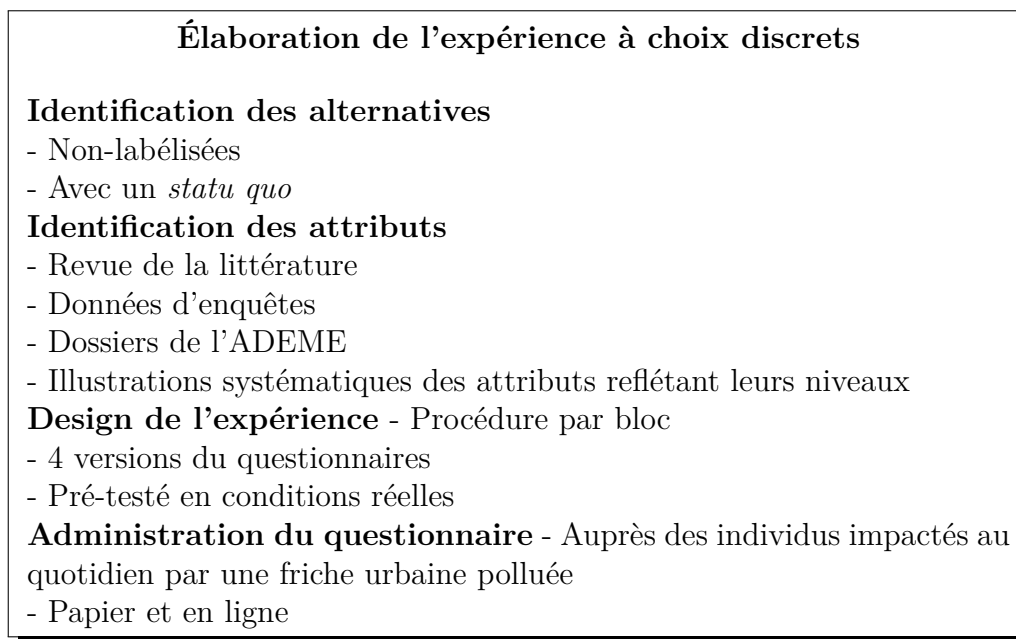 Élaboration de l'expérience à choix discrets
Identification des alternatives
- Non-labélisées
- Avec un statu quo
Identification des attributs
- Revue de la littérature
- Données d'enquêtes
- Dossiers de l'ADEME
- Illustrations systématiques des attributs reflétant leurs niveaux
Design de l'expérience - Procédure par bloc
- 4 versions du questionnaires
- Pré-testé en conditions réelles
Administration du questionnaire - Auprès des individus impactés au
quotidien par une friche urbaine polluée
- Papier et en ligne